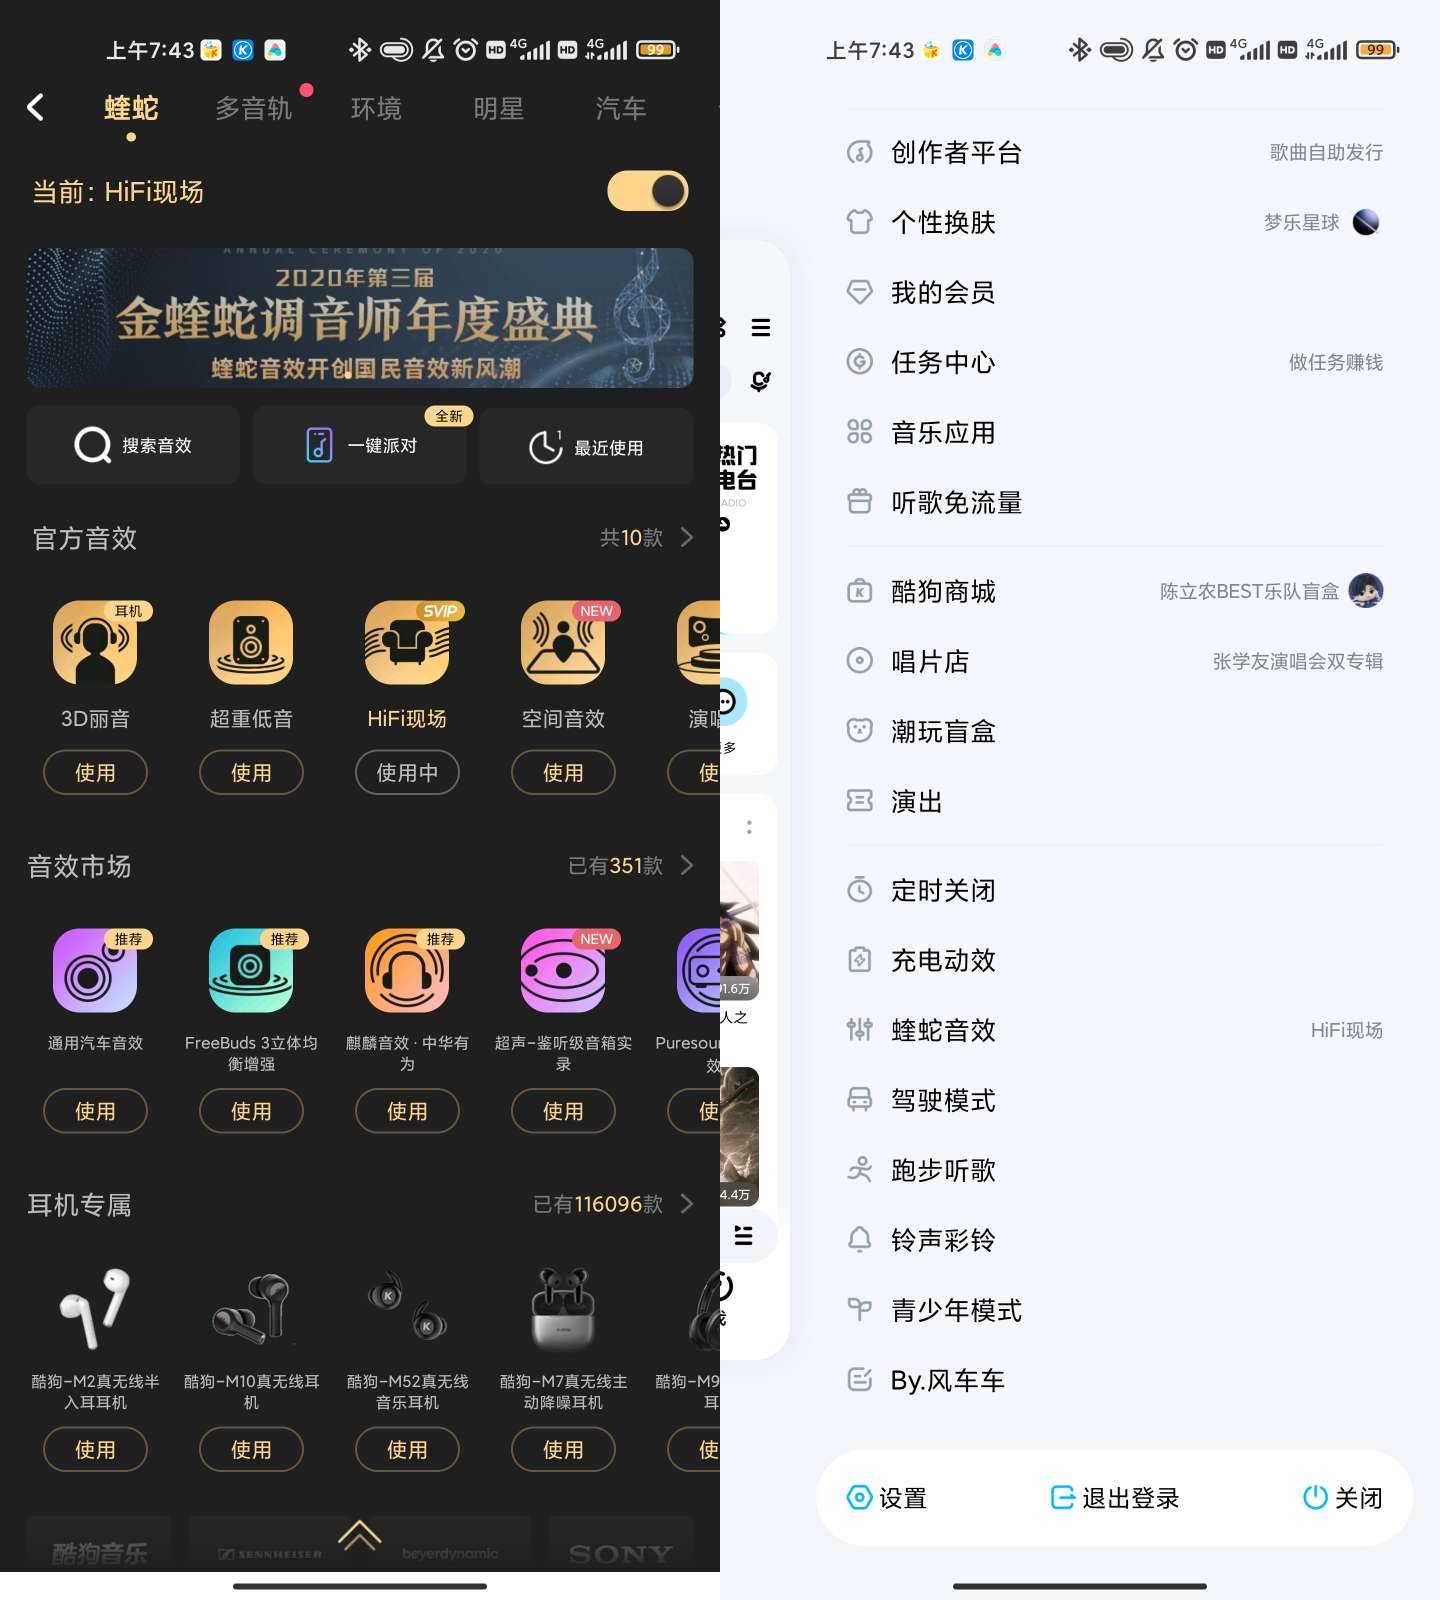 上午7:43
4G
HD
4G
HD
99
蝰蛇
多音轨
环境
明星
汽车
当前: HiFi现场
ANNUAL CEREMONY OF 2020
2020年第三届
金蝰蛇调音师年度盛典
蝰蛇音效开创国民音效新风潮
搜索音效
一键派对
全新
最近使用
1
官方音效
共10款
耳机
SVIP
NEW
3D丽音
超重低音
HiFi现场
空间音效
使用
使用
使用中
使用
音效市场
已有351款
推荐
推荐
推荐
NEW
通用汽车音效
FreeBuds 3立体均衡增强
麒麟音效·中华有为
超声-鉴听级音箱实录
使用
使用
使用
使用
耳机专属
已有116096款
酷狗-M2真无线半入耳耳机
酷狗-M10真无线耳机
酷狗-M52真无线音乐耳机
酷狗-M7真无线主动降噪耳机
酷狗-M9
使用
使用
使用
使用
酷狗音乐
SENNHEISER
beyerdynamic
SONY
上午7:43
HD
4G
HD
4G
99
热门
电台
ADIO
多
1.6万
人之
4.4万
创作者平台
歌曲自助发行
个性换肤
梦乐星球
我的会员
任务中心
做任务赚钱
音乐应用
听歌免流量
酷狗商城
陈立农BEST乐队盲盒
唱片店
张学友演唱会双专辑
潮玩盲盒
演出
定时关闭
充电动效
蝰蛇音效
HiFi现场
驾驶模式
跑步听歌
铃声彩铃
青少年模式
By.风车车
设置
退出登录
关闭